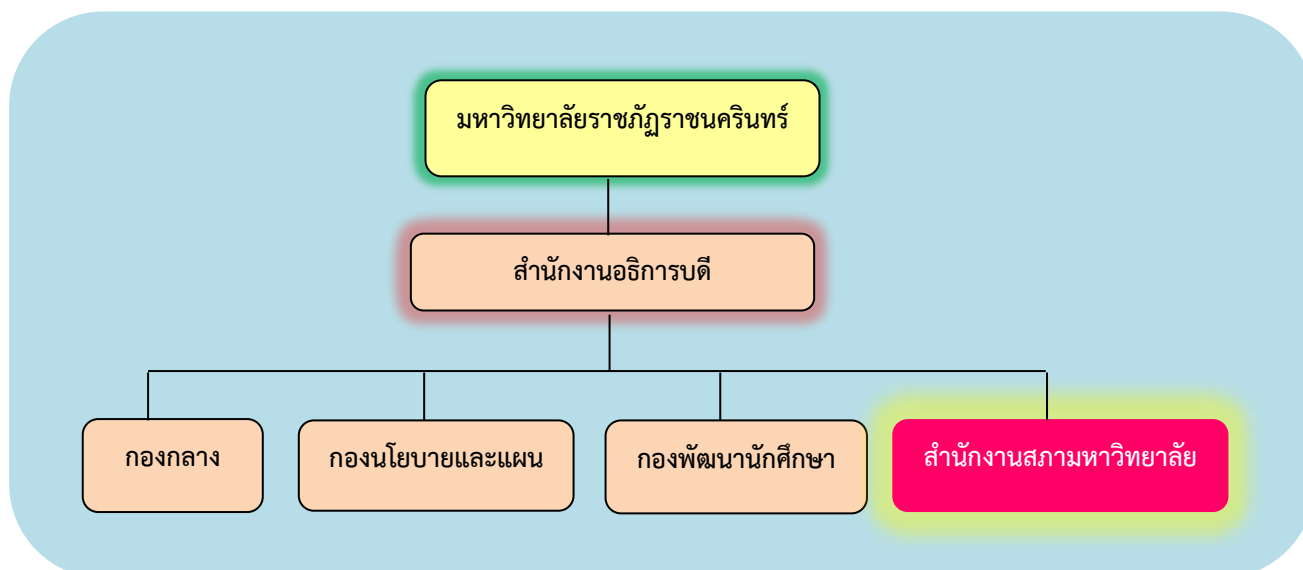 มหาวิทยาลัยราชภัฏราชนครินทร์
สำนักงานอธิการบดี
กองกลาง
กองนโยบายและแผน
กองพัฒนานักศึกษา
สำนักงานสภามหาวิทยาลัย